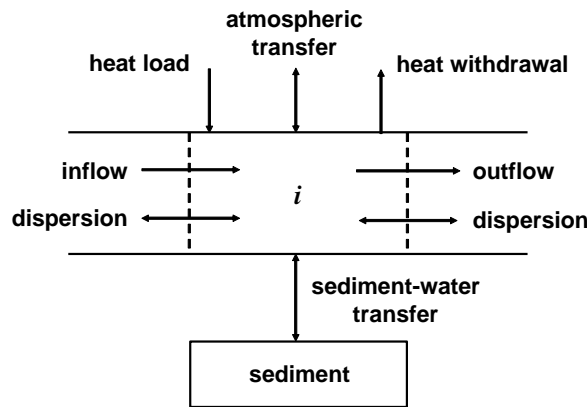 atmospheric
transfer
heat load
heat withdrawal
inflow
i
outflow
dispersion
dispersion
sediment-water
transfer
sediment